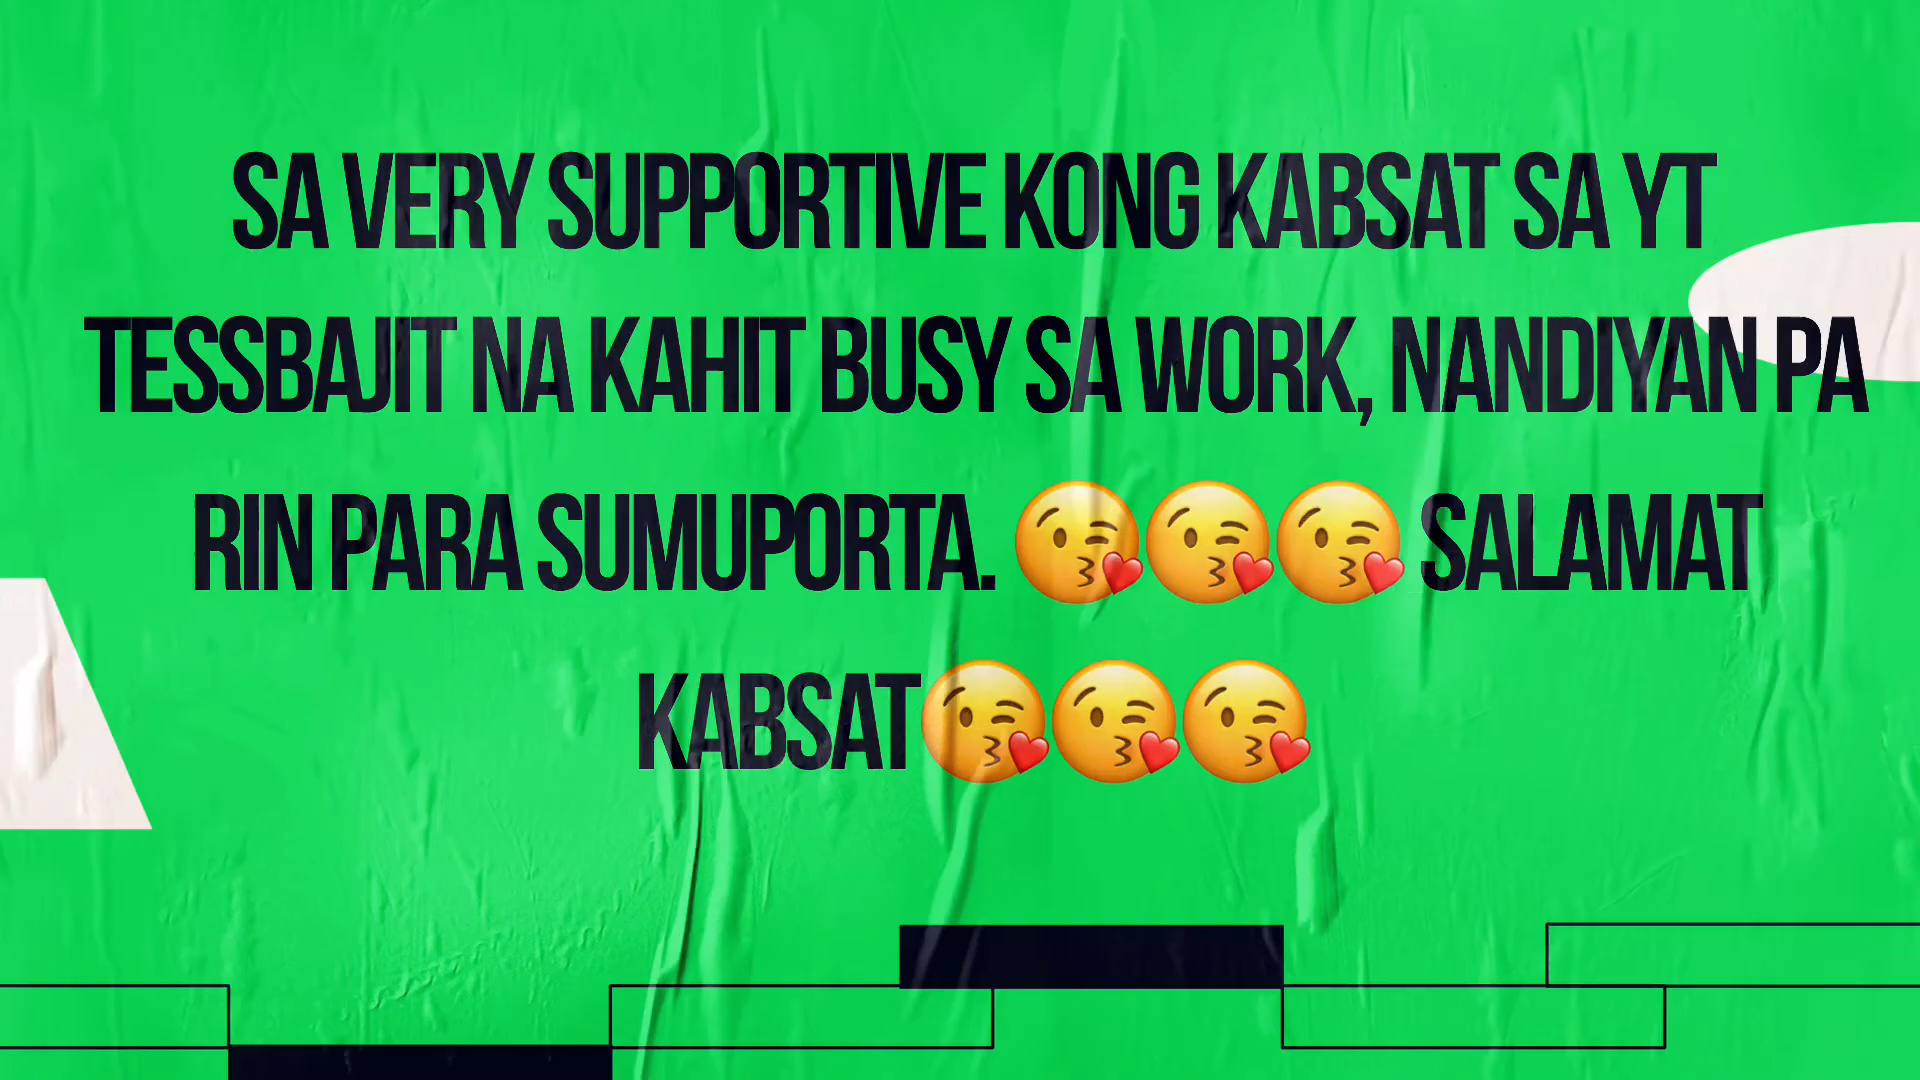 SA VERY SUPPORTIVE KONG KABSAT SA YT
TESSBAJIT NA KAHIT BUSY SA WORK, NANDIYAN PA
RIN PARA SUMUPORTA. 😘😘😘 SALAMAT
KABSAT😘😘😘